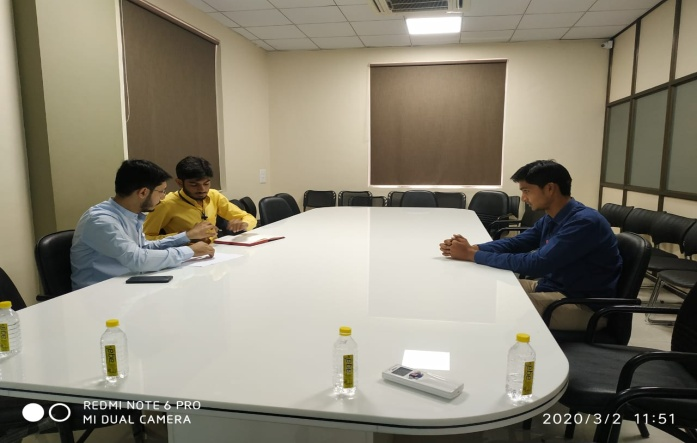 REDMI NOTE 6 PRO
MI DUAL CAMERA
2020/3/2 11:51